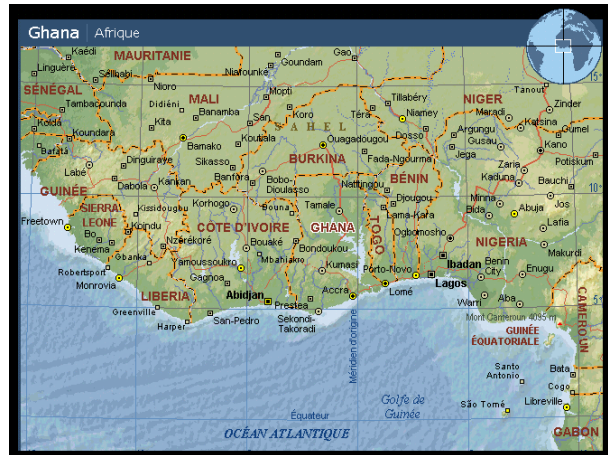 Ghana Afrique
Kaédi
MAURITANIE
Goundam
Gao
Linguère
Sélibabi
Niafounké
Nioro
Tanout
SÉNÉGAL
MALI
Mopti
Tillabéry
NIGER
Zinder
Tambacounda
Didiéni
Banamba
Koro
Téra
Niamey
Maradi
Katsina
Kolda
Koundara
Kita
San
SAHEL
Dosso
Argungu
Gumel
Gusau
Kano
Bafatá
Bamako
Koutiala
Ouagadougou
Jega
Labé
Dinguiraye
Sikasso
BURKINA
Fada-Ngourma
Zaria
Potiskum
Dabola
Kankan
Banfora
Bobo-
Dioulasso
Natitingou
BÉNIN
Kaduna
Bauchi
GUINÉE
Kissidougou
Korhogo
Bouna
Tamale
Djougou
Minna
Jos
10°
SIERRA
LEONE
Lama-Kara
Bida
Abuja
Freetown
Bo
Koindu
CÔTE D'IVOIRE
GHANA
TOGO
Ogbomosho
Lafia
Kenema
Nzérékoré
Bouaké
Bondoukou
NIGERIA
Gbanka
Yamoussoukro
Mbahiakro
Kumasi
Porto-Novo
Ibadan
Makurdi
Robertsport
Gagnoa
Benin
City
Enugu
Monrovia
LIBERIA
Abidjan
Prestea
Accra
Lomé
Lagos
Warri
Aba
CAMEROUN
Greenville
Harper
San-Pedro
Sekondi-
Takoradi
5°
Mont Cameroun 4095 m
GUINÉE
ÉQUATORIALE
Méridien d'origine
Santo
Antonio
Bata
Golfe de
Guinée
São Tomé
Cogo
Libreville
Équateur
OCÉAN ATLANTIQUE
GABON